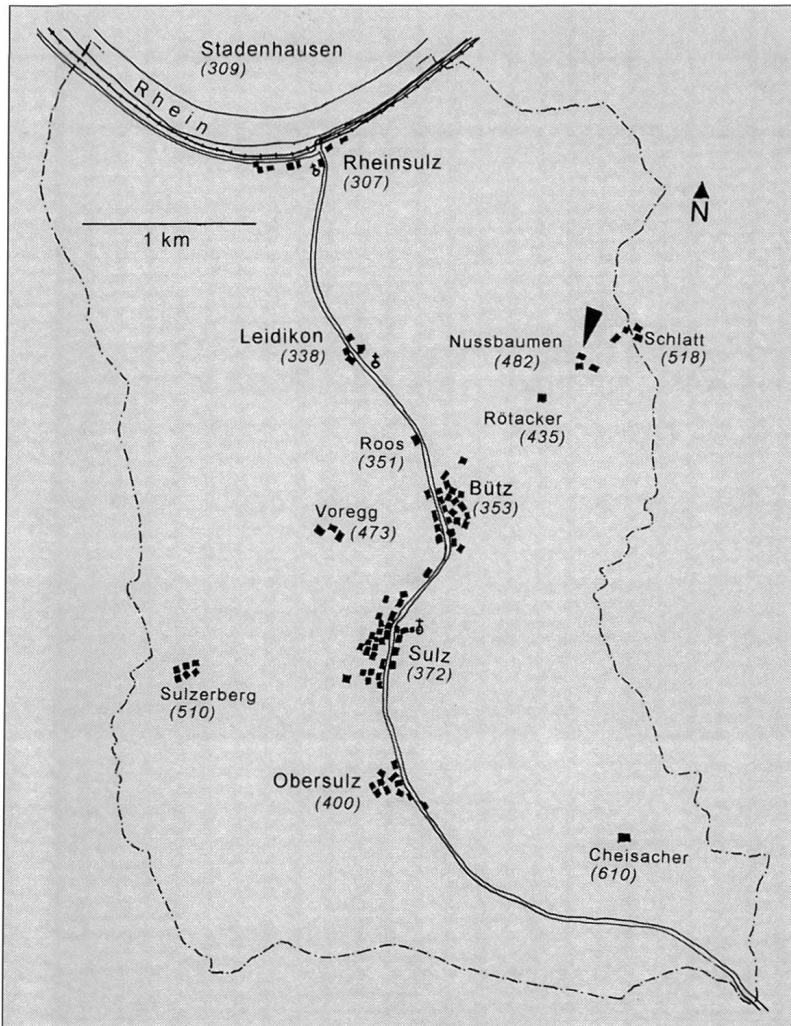 Stadenhausen
(309)
Rhein
Rheinsulz
(307)
N
1 km
Leidikon
(338)
Nussbaumen
(482)
Schlatt
(518)
Rötacker
(435)
Roos
(351)
Bütz
(353)
Voregg
(473)
Sulz
(372)
Sulzerberg
(510)
Obersulz
(400)
Cheisacher
(610)